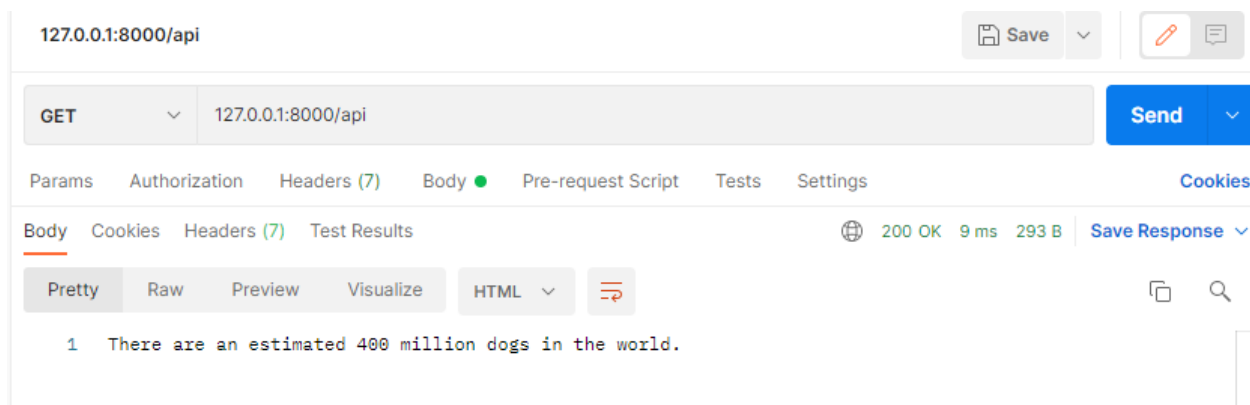 127.0.0.1:8000/api Save
GET 127.0.0.1:8000/api Send
Params Authorization Headers (7) Body Pre-request Script Tests Settings Cookies
Body Cookies Headers (7) Test Results 200 OK 9 ms 293 B Save Response
Pretty Raw Preview Visualize HTML
1 There are an estimated 400 million dogs in the world.